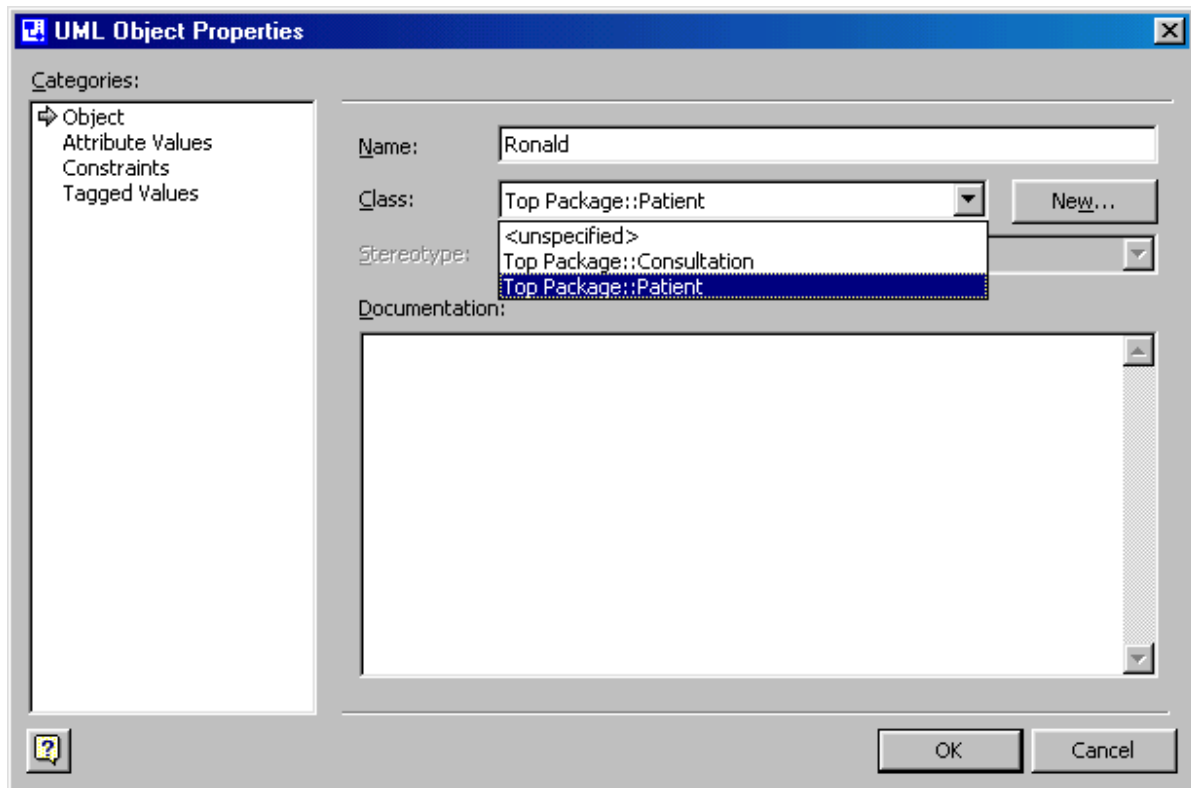 UML Object Properties
Categories:
Object
Attribute Values
Constraints
Tagged Values
Name: Ronald
Class: Top Package::Patient New...
<unspecified>
Stereotype:
Top Package::Consultation
Top Package::Patient
Documentation:
OK Cancel